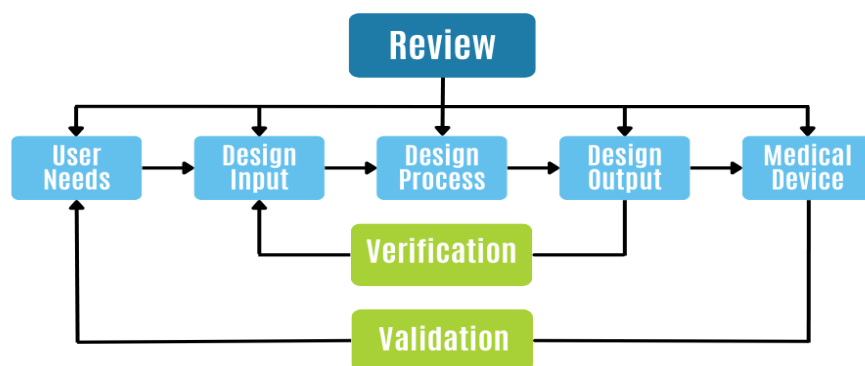 Review
User
Needs
Design
Input
Design
Process
Design
Output
Medical
Device
Verification
Validation